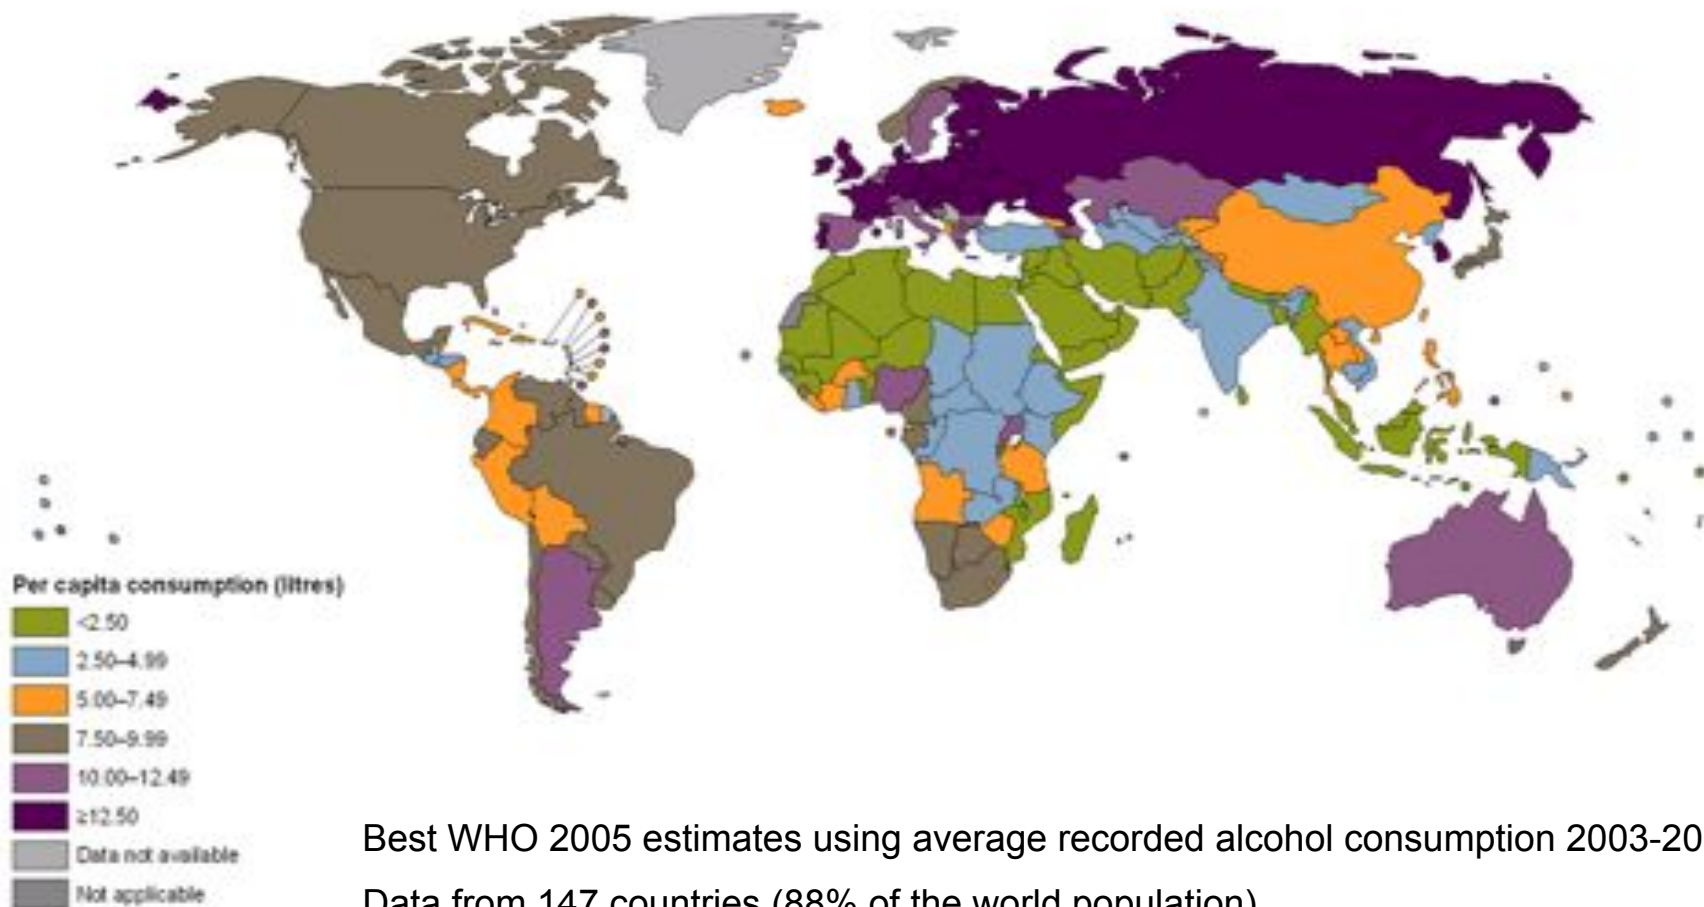 Per capita consumption (litres)
<2.50
2.50–4.99
5.00–7.49
7.50–9.99
10.00–12.49
≥12.50
Data not available
Not applicable
Best WHO 2005 estimates using average recorded alcohol consumption 2003-20
Data from 147 countries (88% of the world population)